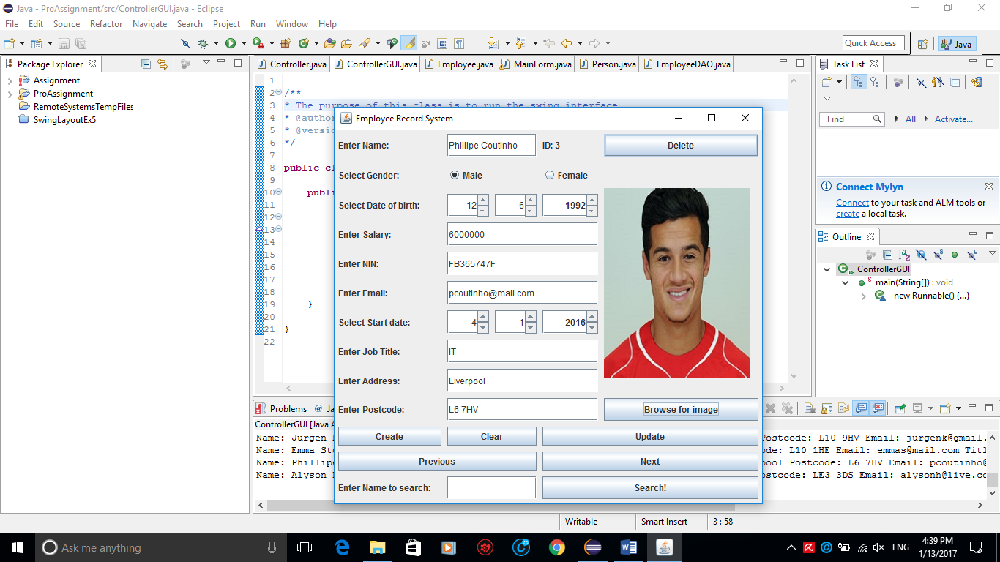 Java - ProAssignment/src/ControllerGUI.java - Eclipse
File Edit Source Refactor Navigate Search Project Run Window Help
Quick Access
Java
Package Explorer
Assignment
ProAssignment
RemoteSystemsTempFiles
SwingLayoutEx5
Controller.java ControllerGUI.java Employee.java MainForm.java Person.java EmployeeDAO.java
1
2 /**
3 * The purpose of this class is to run the swing interface
4 * @author
5 * @versio
6 */
7
8 public cl
9
10 publi
11
12
13
14
15
16
17
18
19 }
20
21 }
22
Employee Record System
Enter Name: Phillipe Coutinho ID: 3 Delete
Select Gender: Male Female
Select Date of birth: 12 6 1992
Enter Salary: 6000000
Enter NIN: FB365747F
Enter Email: pcoutinho@mail.com
Select Start date: 4 1 2016
Enter Job Title: IT
Enter Address: Liverpool
Enter Postcode: L6 7HV Browse for image
Create Clear Update
Previous Next
Enter Name to search: Search!
Task List
Find All Activate...
Connect Mylyn
Connect to your task and ALM tools or
create a local task.
Outline
ControllerGUI
main(String[]) : void
new Runnable() {...}
Problems @ Ja
ControllerGUI [Java A
Name: Jurgen Postcode: L10 9HV Email: jurgenk@gmail.
Name: Emma Ste ode: L10 1HE Email: emmas@mail.com Titl
Name: Phillipe pool Postcode: L6 7HV Email: pcoutinho@
Name: Alyson ostcode: LE3 3DS Email: alysonh@live.co
Writable Smart Insert 3 : 58
Ask me anything
ENG
4:39 PM
1/13/2017